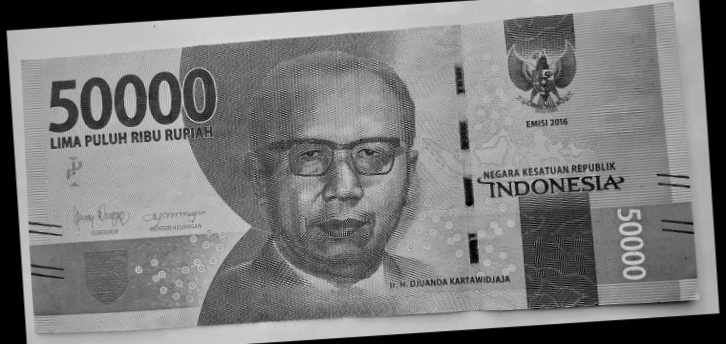 50000
LIMA PULUH RIBU RUPIAH
EMISI 2016
NEGARA KESATUAN REPUBLIK
INDONESIA
GUBERNUR
MENTERI KEUANGAN
50000
Ir. H. DJUANDA KARTAWIDJAJA